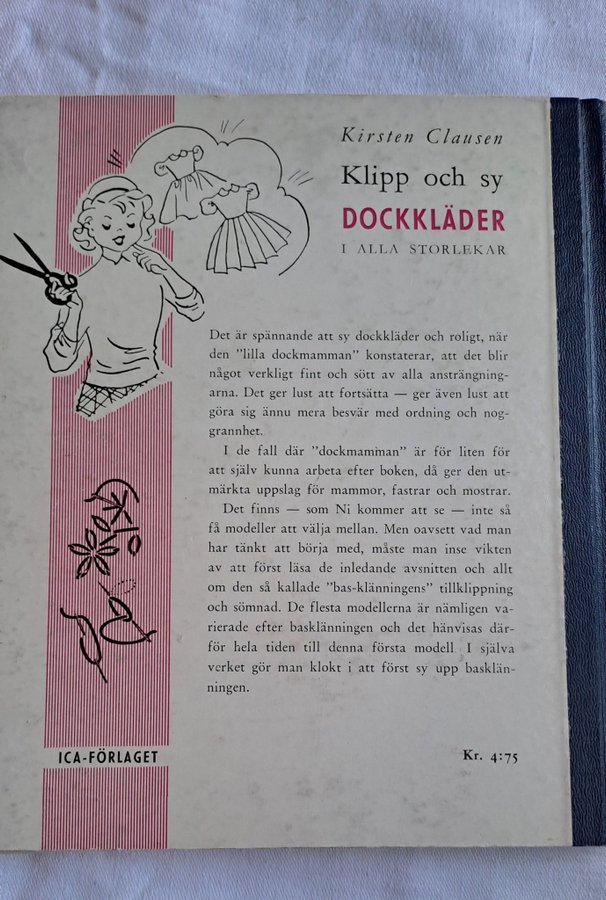 Kirsten Clausen
Klipp och sy
DOCKKLÄDER
I ALLA STORLEKAR
Det är spännande att sy dockkläder och roligt, när
den "lilla dockmamman" konstaterar, att det blir
något verkligt fint och sött av alla ansträngning-
arna. Det ger lust att fortsätta — ger även lust att
göra sig ännu mera besvär med ordning och nog-
grannhet.
I de fall där "dockmamman" är för liten för
att själv kunna arbeta efter boken, då ger den ut-
märkta uppslag för mammor, fastrar och mostrar.
Det finns — som Ni kommer att se — inte så
få modeller att välja mellan. Men oavsett vad man
har tänkt att börja med, måste man inse vikten
av att först läsa de inledande avsnitten och allt
om den så kallade "bas-klänningens" tillklippning
och sömnad. De flesta modellerna är nämligen va-
rierade efter basklänningen och det hänvisas där-
för hela tiden till denna första modell I själva
verket gör man klokt i att först sy upp basklän-
ningen.
ICA-FÖRLAGET
Kr. 4:75